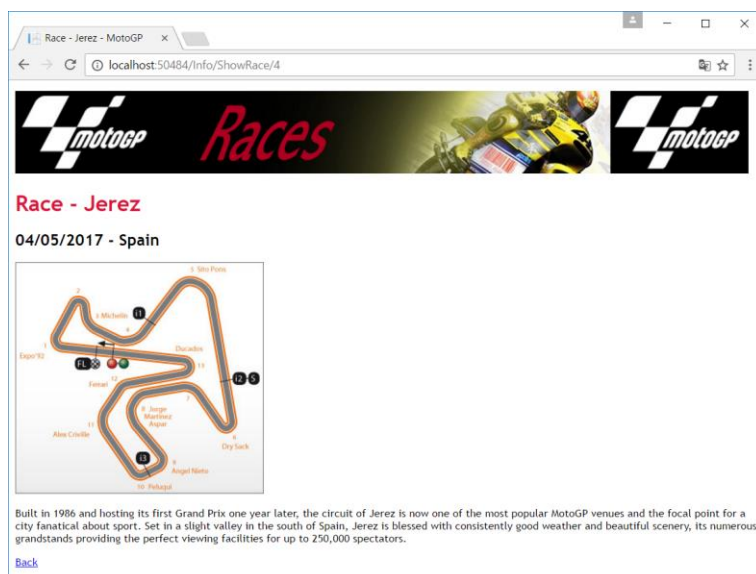 Race - Jerez - MotoGP
localhost:50484/Info/ShowRace/4
motoGP Races motoGP
Race - Jerez
04/05/2017 - Spain
5 Sito Pons
2
3 Michelin
i1
4
1
Expo'92
Ducados
13
FL
12
Ferrari
i2 S
7
8 Jorge
Martinez
Aspar
11
Alex Criville
6
Dry Sack
i3
9
Angel Nieto
10 Peluqui
Built in 1986 and hosting its first Grand Prix one year later, the circuit of Jerez is now one of the most popular MotoGP venues and the focal point for a
city fanatical about sport. Set in a slight valley in the south of Spain, Jerez is blessed with consistently good weather and beautiful scenery, its numerous
grandstands providing the perfect viewing facilities for up to 250,000 spectators.
Back